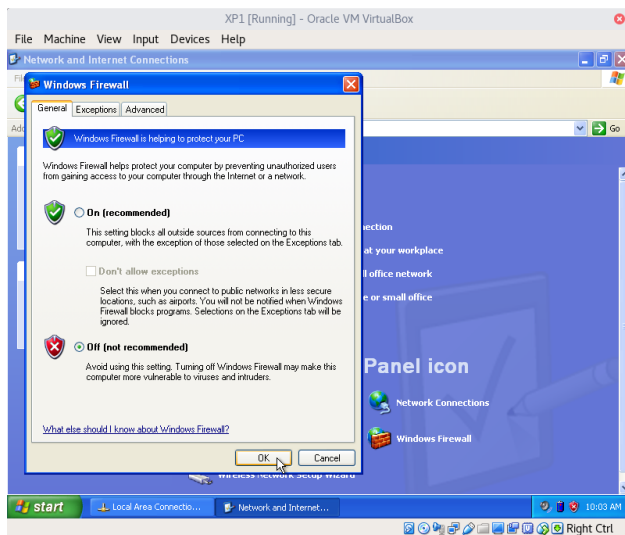 XP1 [Running] - Oracle VM VirtualBox
File Machine View Input Devices Help
Network and Internet Connections
Windows Firewall
General Exceptions Advanced
Go
Windows Firewall is helping to protect your PC
Windows Firewall helps protect your computer by preventing unauthorized users
from gaining access to your computer through the Internet or a network.
On (recommended)
This setting blocks all outside sources from connecting to this
computer, with the exception of those selected on the Exceptions tab.
Don't allow exceptions
Select this when you connect to public networks in less secure
locations, such as airports. You will not be notified when Windows
Firewall blocks programs. Selections on the Exceptions tab will be
ignored.
Off (not recommended)
Avoid using this setting. Turning off Windows Firewall may make this
computer more vulnerable to viruses and intruders.
What else should I know about Windows Firewall?
OK Cancel
nection
at your workplace
ll office network
e or small office
Panel icon
Network Connections
Windows Firewall
Wireless Network Setup Wizard
start
Local Area Connectio...
Network and Internet...
10:03 AM
Right Ctrl